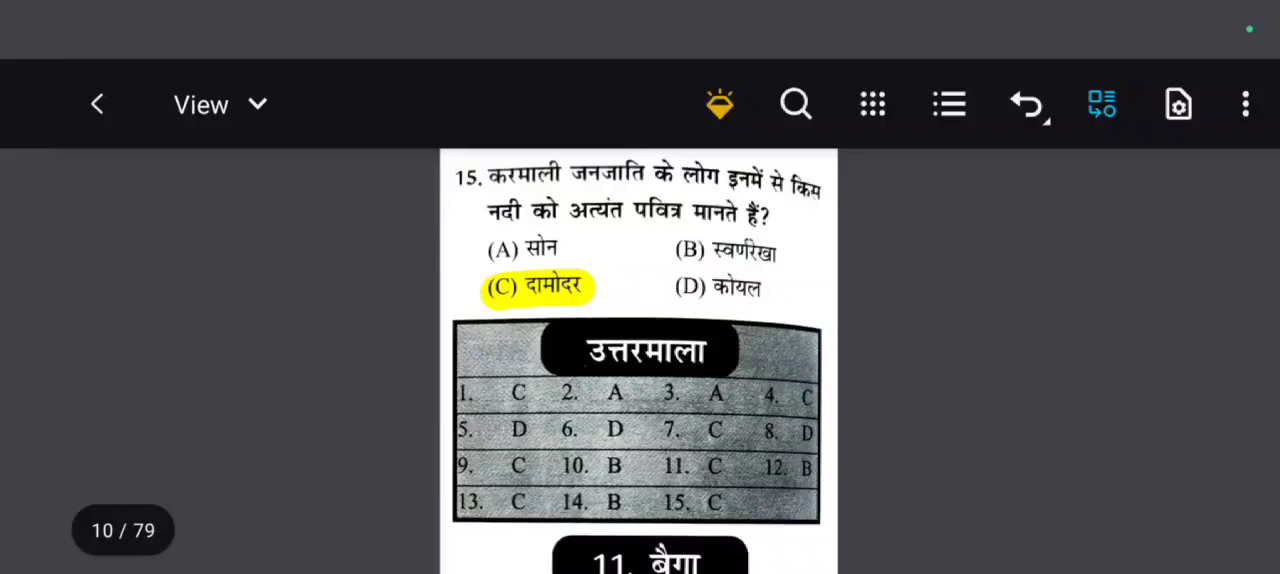 View
15. करमाली जनजाति के लोग इनमें से किस
नदी को अत्यंत पवित्र मानते हैं?
(A) सोन (B) स्वर्णरेखा
(C) दामोदर (D) कोयल
उत्तरमाला
1. C 2. A 3. A 4. C
5. D 6. D 7. C 8. D
9. C 10. B 11. C 12. B
13. C 14. B 15. C
10 / 79
11. बैगा